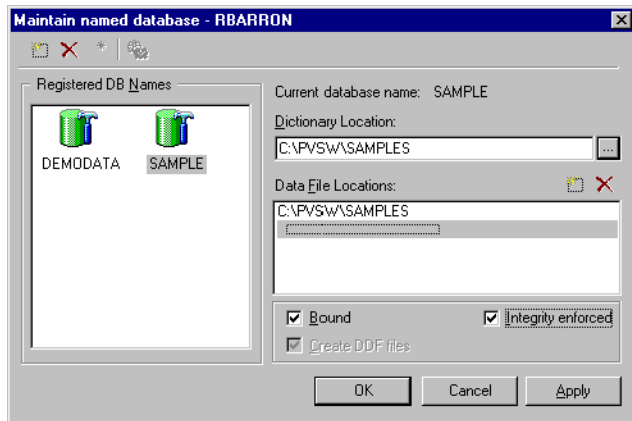 Maintain named database - RBARRON
Registered DB Names
DEMODATA
SAMPLE
Current database name: SAMPLE
Dictionary Location:
C:\PVSW\SAMPLES
...
Data File Locations:
C:\PVSW\SAMPLES
Bound
Integrity enforced
Create DDF files
OK
Cancel
Apply